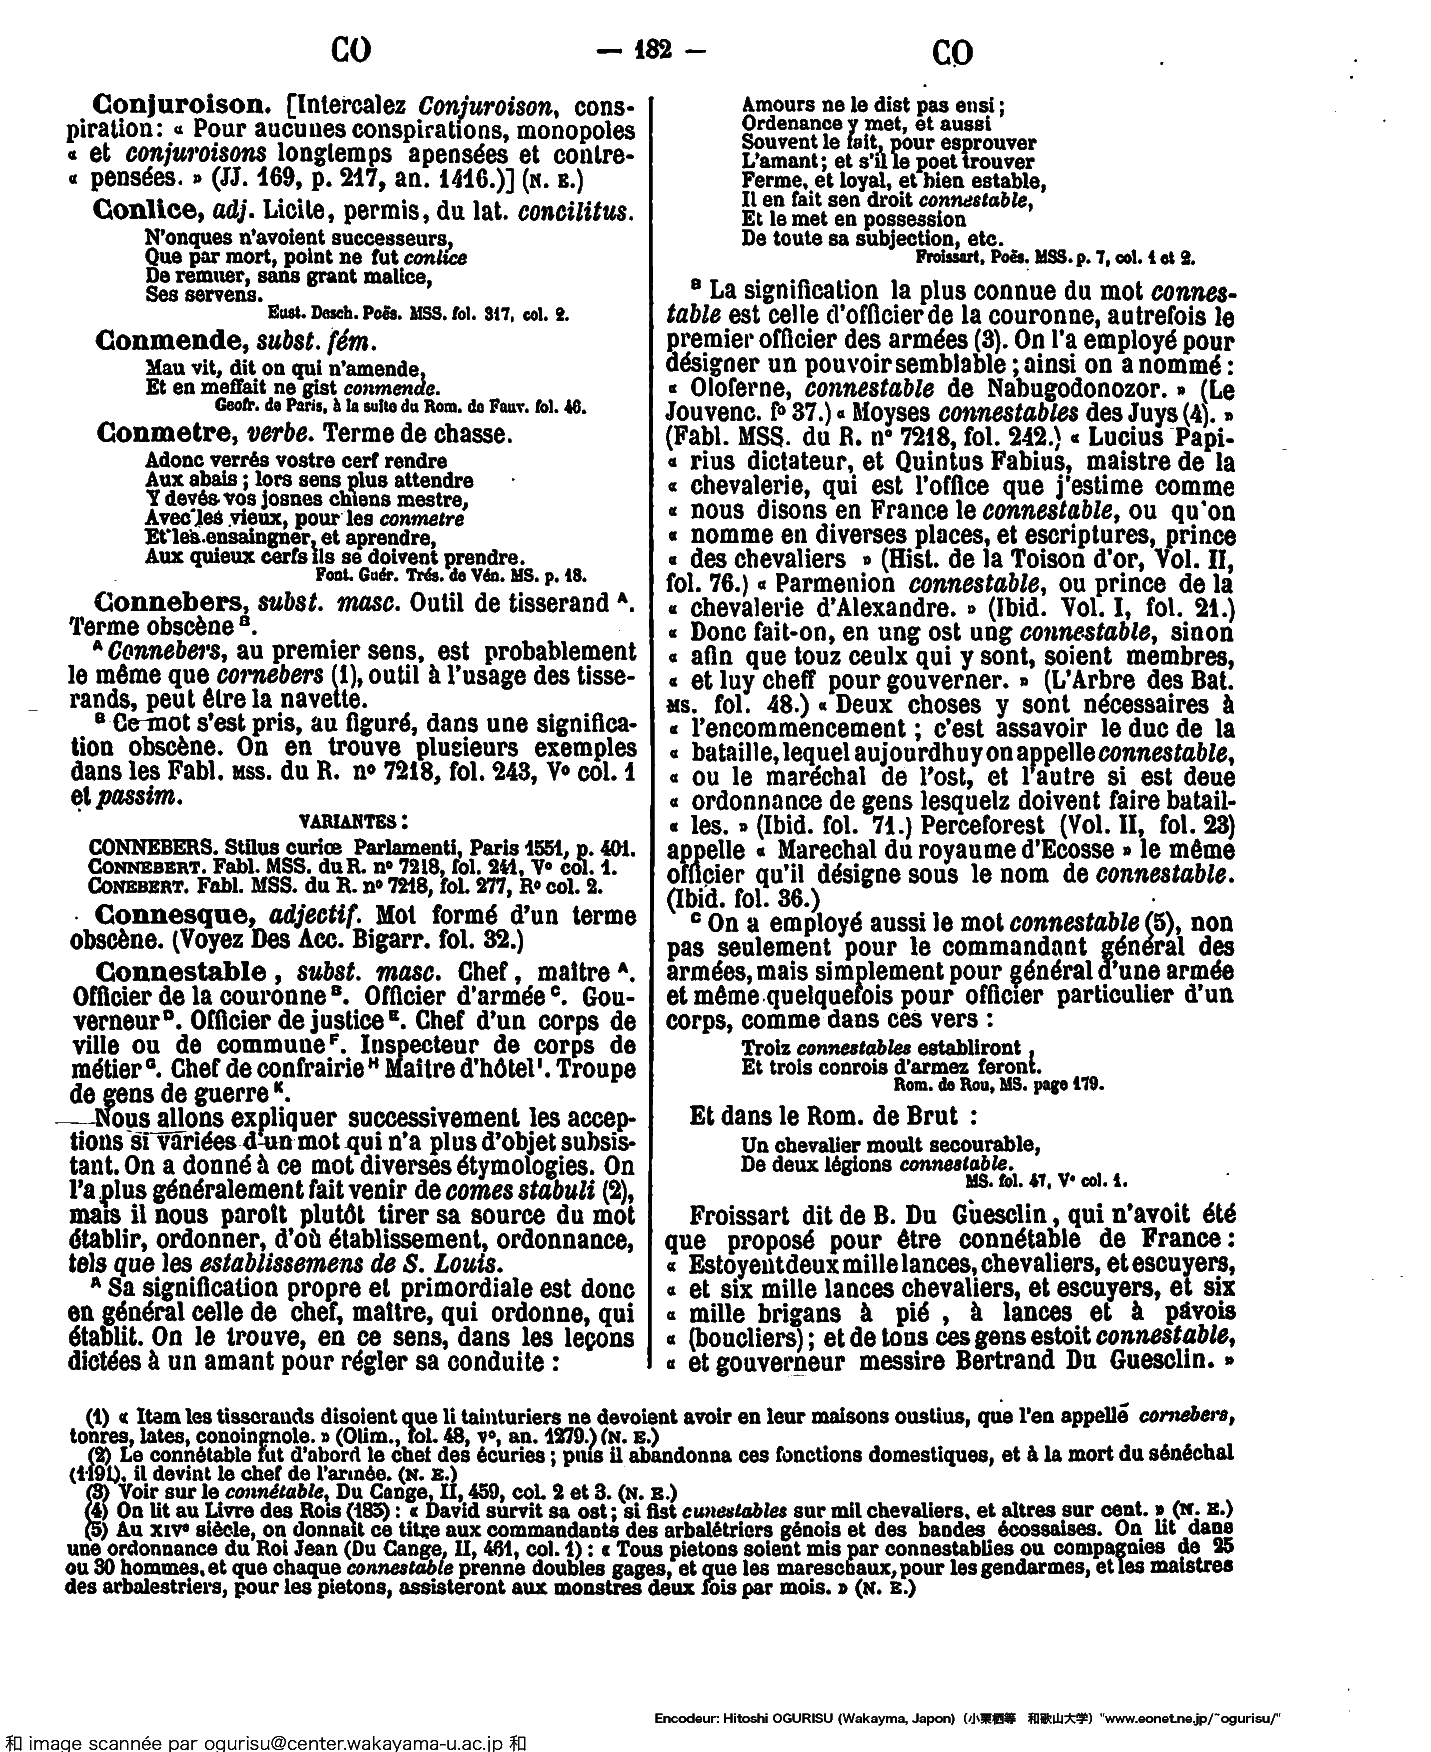 CO — 182 — CO
Conjuroison. [Intercalez Conjuroison, cons-
piration : « Pour aucunes conspirations, monopoles
« et conjuroisons longtemps apensées et contre-
« pensées. » (JJ. 169, p. 217, an. 1416.)] (N. E.)
Conlice, adj. Licite, permis, du lat. concilitus.
N'onques n'avoient successeurs,
Que par mort, point ne fut conlice
De remuer, sans grant malice,
Ses servens.
Eust. Desch. Poës. MSS. fol. 317, col. 2.
Conmende, subst. fém.
Mau vit, dit on qui n'amende,
Et en meffait ne gist conmende.
Geofr. de Paris, à la suite du Rom. de Fauv. fol. 46.
Conmetre, verbe. Terme de chasse.
Adonc verrés vostre cerf rendre
Aux abais ; lors sens plus attendre
Y devés vos josnes chiens mestre,
Avec les vieux, pour les conmetre
Et les ensaingner, et aprendre,
Aux quieux cerfs ils se doivent prendre.
Font. Guér. Trés. de Vén. MS. p. 18.
Connebers, subst. masc. Outil de tisserand A.
Terme obscène B.
A Connebers, au premier sens, est probablement
le même que cornebers (1), outil à l'usage des tisse-
rands, peut être la navette.
B Ce mot s'est pris, au figuré, dans une significa-
tion obscène. On en trouve plusieurs exemples
dans les Fabl. MSS. du R. nº 7218, fol. 243, Vº col. 1
et passim.
VARIANTES :
CONNEBERS. Stilus curiæ Parlamenti, Paris 1551, p. 401.
CONNEBERT. Fabl. MSS. du R. nº 7218, fol. 241, Vº col. 1.
CONEBERT. Fabl. MSS. du R. nº 7218, fol. 277, Rº col. 2.
Connesque, adjectif. Mot formé d'un terme
obscène. (Voyez Des Acc. Bigarr. fol. 32.)
Connestable, subst. masc. Chef, maître A.
Officier de la couronne B. Officier d'armée C. Gou-
verneur D. Officier de justice E. Chef d'un corps de
ville ou de commune F. Inspecteur de corps de
métier G. Chef de confrairie H Maitre d'hôtel I. Troupe
de gens de guerre K.
Nous allons expliquer successivement les accep-
tions si variées d'un mot qui n'a plus d'objet subsis-
tant. On a donné à ce mot diverses étymologies. On
l'a plus généralement fait venir de comes stabuli (2),
mais il nous paroît plutôt tirer sa source du mot
établir, ordonner, d'où établissement, ordonnance,
tels que les establissemens de S. Louis.
A Sa signification propre et primordiale est donc
en général celle de chef, maître, qui ordonne, qui
établit. On le trouve, en ce sens, dans les leçons
dictées à un amant pour régler sa conduite :
Amours ne le dist pas ensi ;
Ordenance y met, et aussi
Souvent le fait, pour esprouver
L'amant ; et s'il le poet trouver
Ferme, et loyal, et bien estable,
Il en fait sen droit connestable,
Et le met en possession
De toute sa subjection, etc.
Froissart, Poës. MSS. p. 7, col. 1 et 2.
B La signification la plus connue du mot connes-
table est celle d'officier de la couronne, autrefois le
premier officier des armées (3). On l'a employé pour
désigner un pouvoir semblable ; ainsi on a nommé :
« Oloferne, connestable de Nabugodonozor. » (Le
Jouvenc. fº 37.) « Moyses connestables des Juys (4). »
(Fabl. MSS. du R. nº 7218, fol. 242.) « Lucius Papi-
« rius dictateur, et Quintus Fabius, maistre de la
« chevalerie, qui est l'office que j'estime comme
« nous disons en France le connestable, ou qu'on
« nomme en diverses places, et escriptures, prince
« des chevaliers » (Hist. de la Toison d'or, Vol. II,
fol. 76.) « Parmenion connestable, ou prince de la
« chevalerie d'Alexandre. » (Ibid. Vol. I, fol. 21.)
« Donc fait-on, en ung ost ung connestable, sinon
« afin que touz ceulx qui y sont, soient membres,
« et luy cheff pour gouverner. » (L'Arbre des Bat.
MS. fol. 48.) « Deux choses y sont nécessaires à
« l'encommencement ; c'est assavoir le duc de la
« bataille, lequel aujourdhuy on appelle connestable,
« ou le maréchal de l'ost, et l'autre si est deue
« ordonnance de gens lesquelz doivent faire batail-
« les. » (Ibid. fol. 71.) Perceforest (Vol. II, fol. 23)
appelle « Marechal du royaume d'Ecosse » le même
officier qu'il désigne sous le nom de connestable.
(Ibid. fol. 36.)
C On a employé aussi le mot connestable (5), non
pas seulement pour le commandant général des
armées, mais simplement pour général d'une armée
et même quelquefois pour officier particulier d'un
corps, comme dans ces vers :
Troiz connestables establiront,
Et trois conrois d'armez feront.
Rom. de Rou, MS. page 179.
Et dans le Rom. de Brut :
Un chevalier moult secourable,
De deux légions connestable.
MS. fol. 47, Vº col. 1.
Froissart dit de B. Du Guesclin, qui n'avoit été
que proposé pour être connétable de France :
« Estoyent deux mille lances, chevaliers, et escuyers,
« et six mille lances chevaliers, et escuyers, et six
« mille brigans à pié , à lances et à pavois
« (boucliers) ; et de tous ces gens estoit connestable,
« et gouverneur messire Bertrand Du Guesclin. »
(1) « Item les tisserands disoient que li tainturiers ne devoient avoir en leur maisons oustius, que l'en appelle cornebers,
tonres, lates, conoingnole. » (Olim., fol. 48, vº, an. 1279.) (N. E.)
(2) Le connétable fut d'abord le chef des écuries ; puis il abandonna ces fonctions domestiques, et à la mort du sénéchal
(1191), il devint le chef de l'armée. (N. E.)
(3) Voir sur le connétable, Du Cange, II, 459, col. 2 et 3. (N. E.)
(4) On lit au Livre des Rois (185) : « David survit sa ost ; si fist cunestables sur mil chevaliers, et altres sur cent. » (N. E.)
(5) Au XIVe siècle, on donnait ce titre aux commandants des arbalétriers génois et des bandes écossaises. On lit dans
une ordonnance du Roi Jean (Du Cange, II, 461, col. 1) : « Tous pietons soient mis par connestablies ou compagnies de 25
ou 30 hommes, et que chaque connestable prenne doubles gages, et que les mareschaux, pour les gendarmes, et les maistres
des arbalestriers, pour les pietons, assisteront aux monstres deux fois par mois. » (N. E.)
Encodeur: Hitoshi OGURISU (Wakayma, Japon) (小栗栖等 和歌山大学) "www.eonet.ne.jp/~ogurisu/"
和 image scannée par ogurisu@center.wakayama-u.ac.jp 和